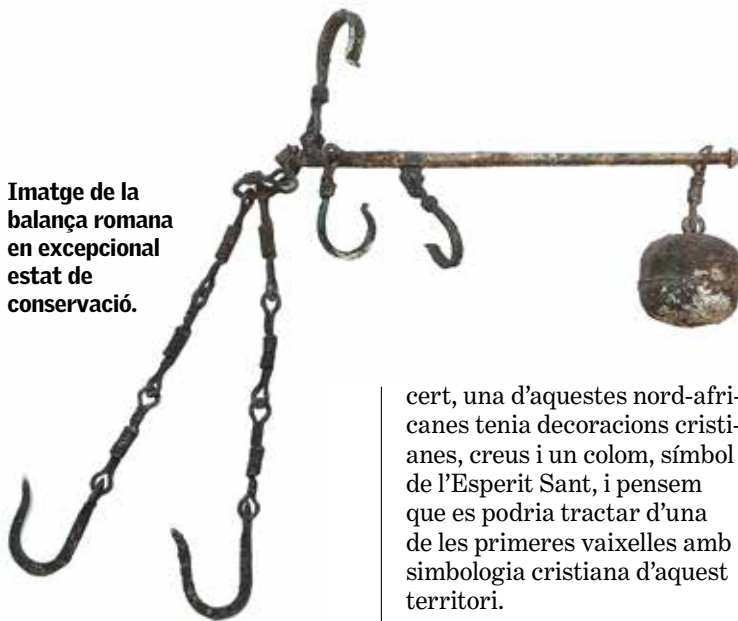 Imatge de la
balança romana
en excepcional
estat de
conservació.
cert, una d’aquestes nord-afri-
canes tenia decoracions cristi-
anes, creus i un colom, símbol
de l’Esperit Sant, i pensem
que es podria tractar d’una
de les primeres vaixelles amb
simbologia cristiana d’aquest
territori.